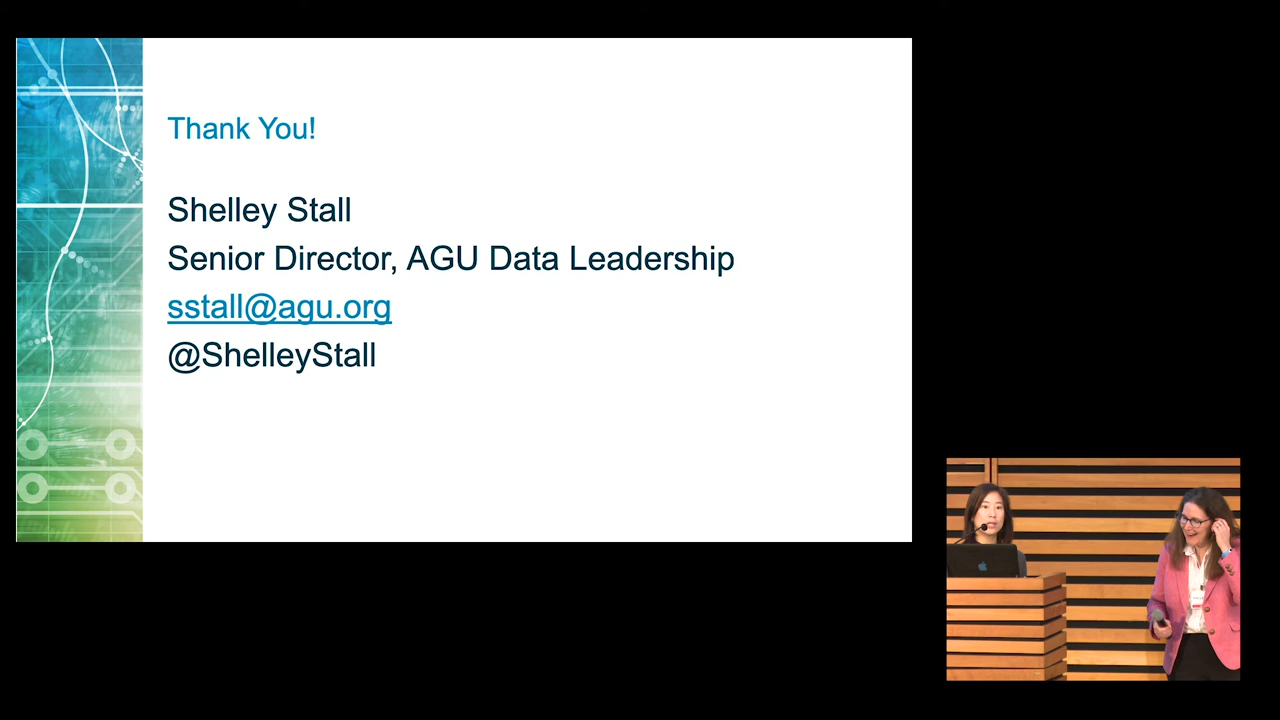 Thank You!
Shelley Stall
Senior Director, AGU Data Leadership
sstall@agu.org
@ShelleyStall